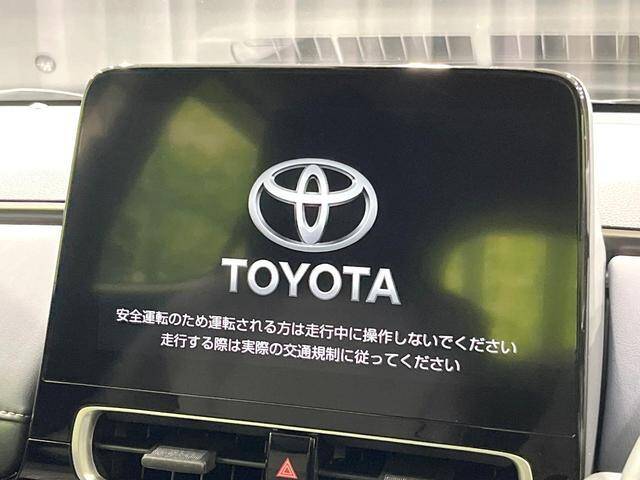 TOYOTA
安全運転のため運転される方は走行中に操作しないでください
走行する際は実際の交通規制に従ってください